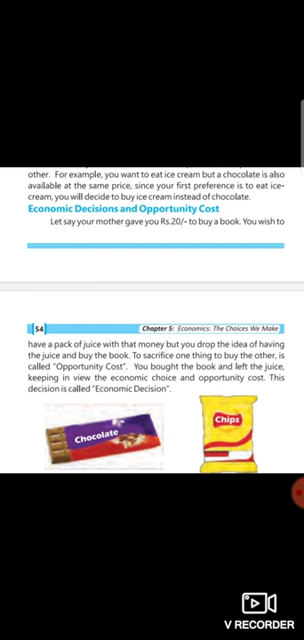 other. For example, you want to eat ice cream but a chocolate is also
available at the same price, since your first preference is to eat ice-
cream, you will decide to buy ice cream instead of chocolate.
Economic Decisions and Opportunity Cost
Let say your mother gave you Rs.20/- to buy a book. You wish to
54
Chapter 5: Economics: The Choices We Make
have a pack of juice with that money but you drop the idea of having
the juice and buy the book. To sacrifice one thing to buy the other, is
called "Opportunity Cost". You bought the book and left the juice,
keeping in view the economic choice and opportunity cost. This
decision is called "Economic Decision".
Chocolate
Chips
V RECORDER